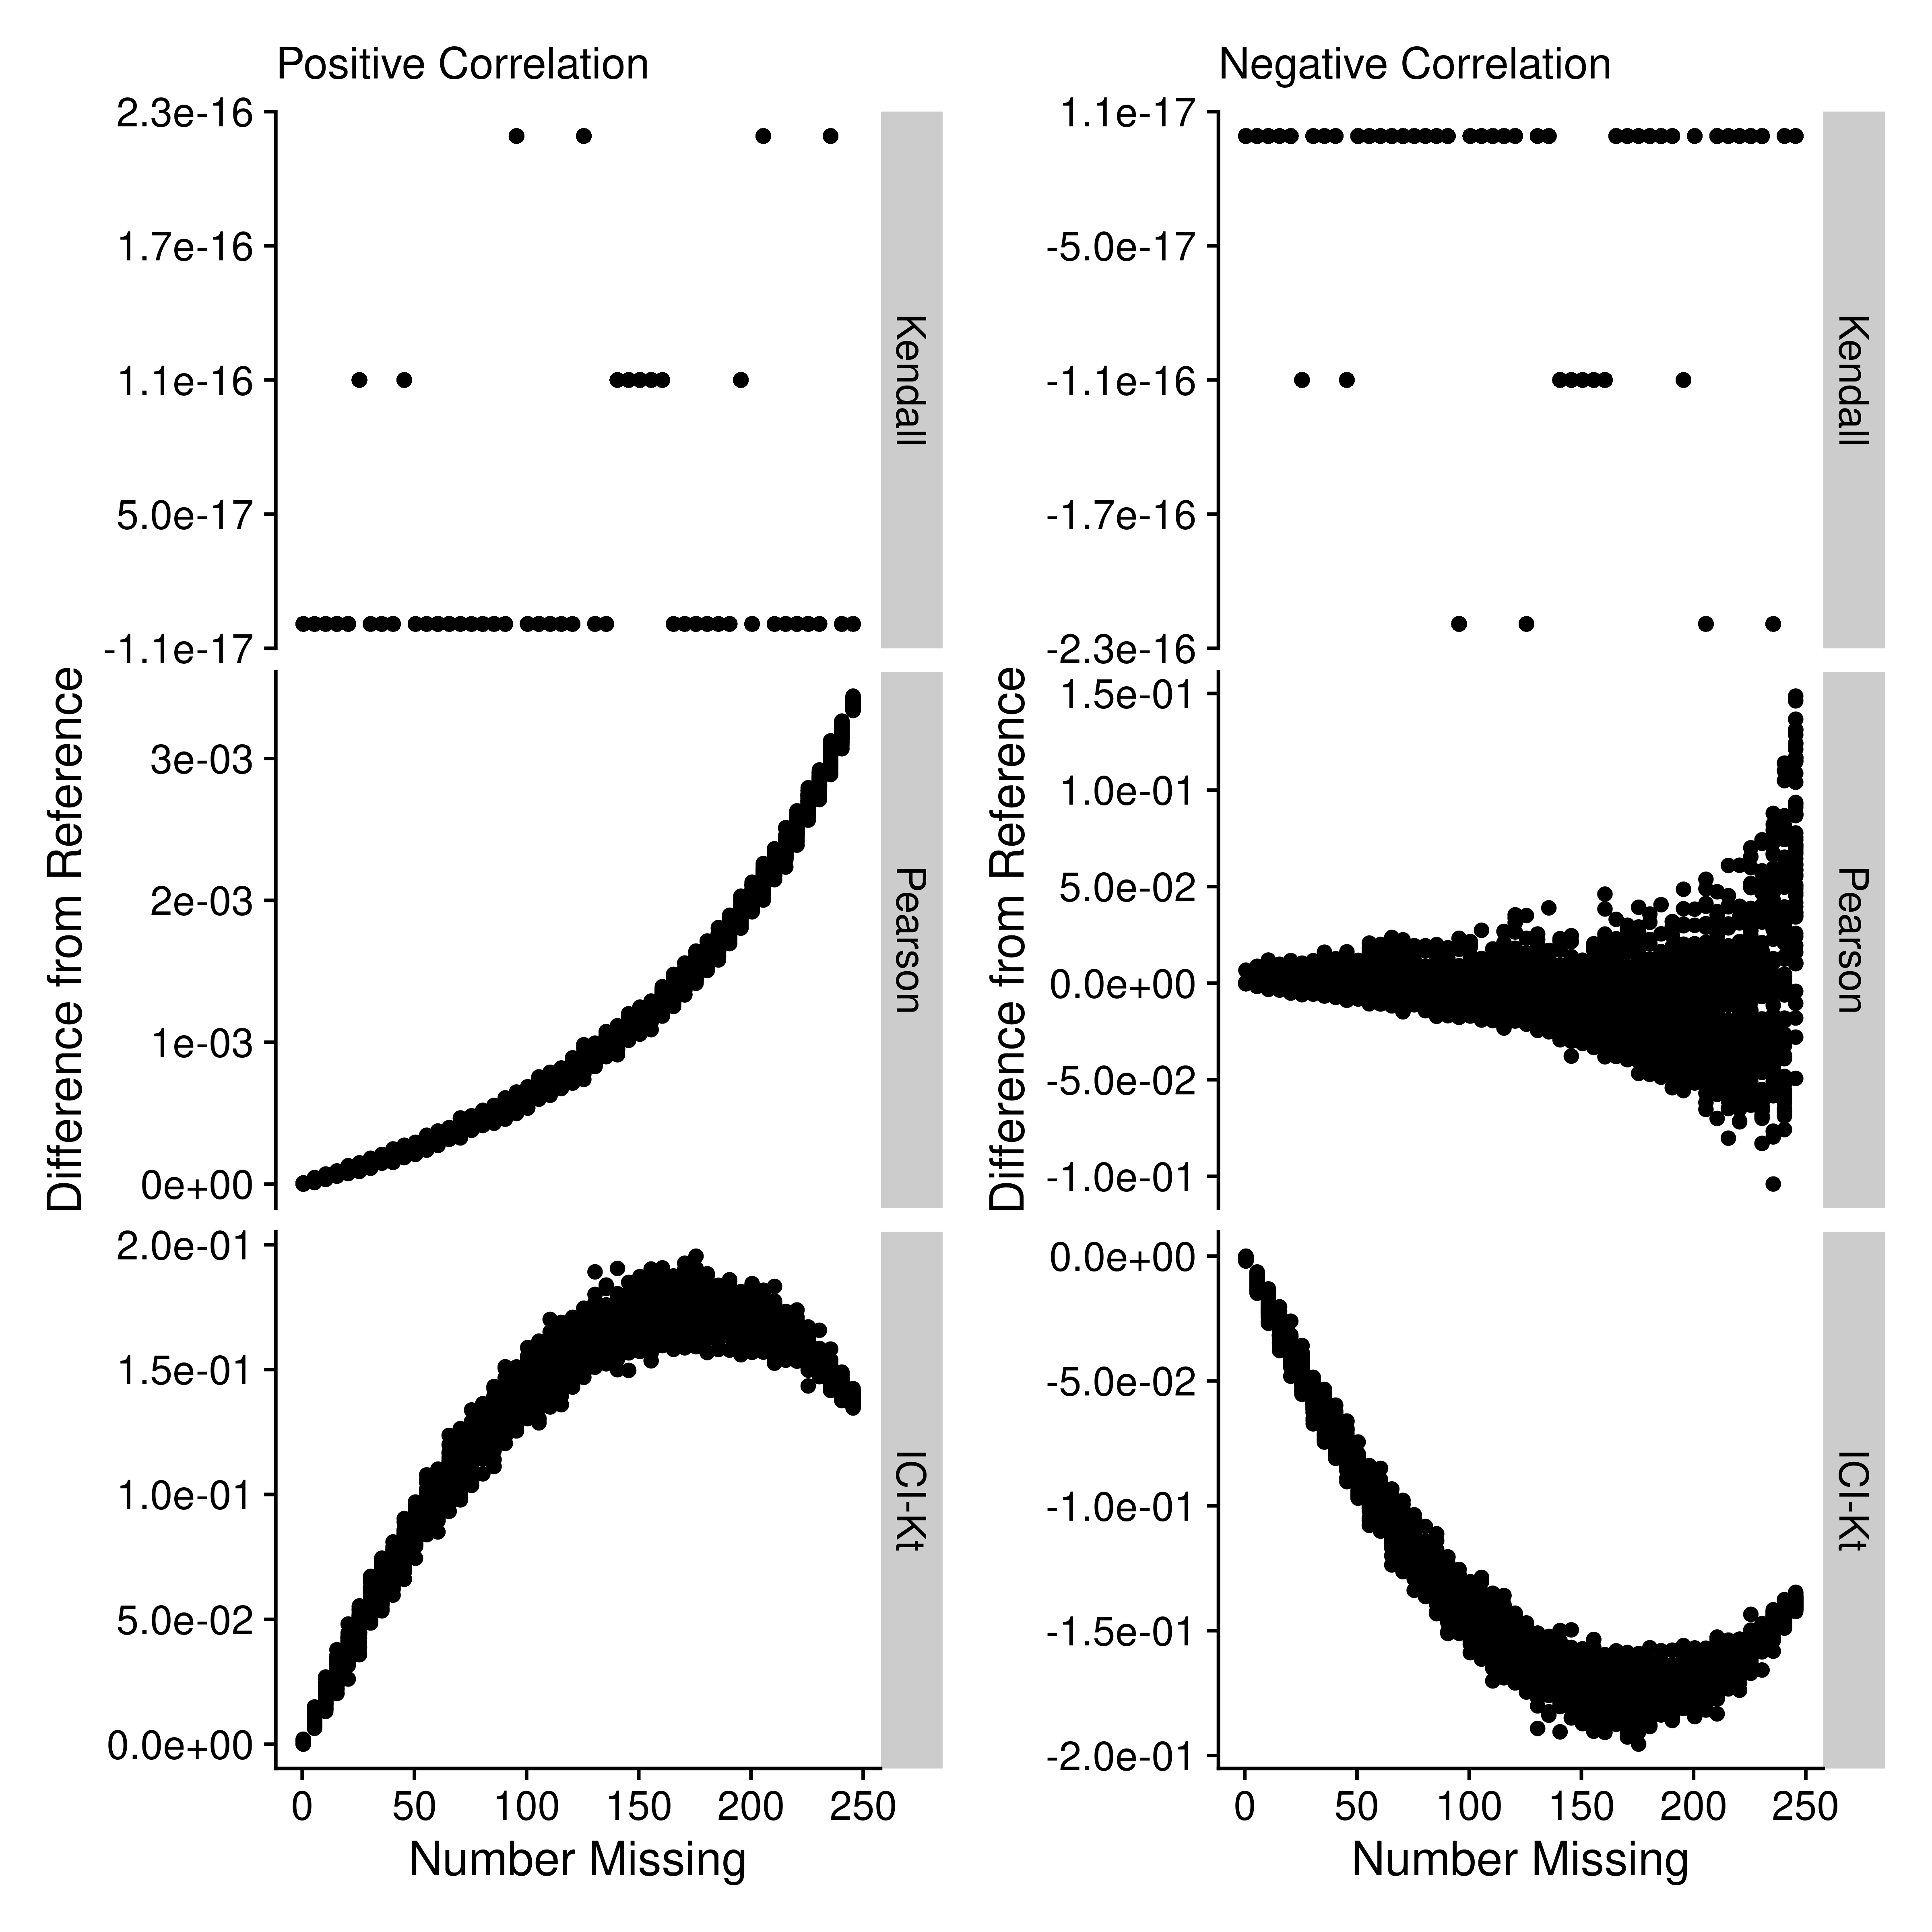 Positive Correlation
2.3e-16
1.7e-16
1.1e-16
5.0e-17
-1.1e-17
Kendall
3e-03
2e-03
1e-03
0e+00
Pearson
2.0e-01
1.5e-01
1.0e-01
5.0e-02
0.0e+00
ICI-Kt
Difference from Reference
0 50 100 150 200 250
Number Missing
Negative Correlation
1.1e-17
-5.0e-17
-1.1e-16
-1.7e-16
-2.3e-16
Kendall
1.5e-01
1.0e-01
5.0e-02
0.0e+00
-5.0e-02
-1.0e-01
Pearson
0.0e+00
-5.0e-02
-1.0e-01
-1.5e-01
-2.0e-01
ICI-Kt
Difference from Reference
0 50 100 150 200 250
Number Missing